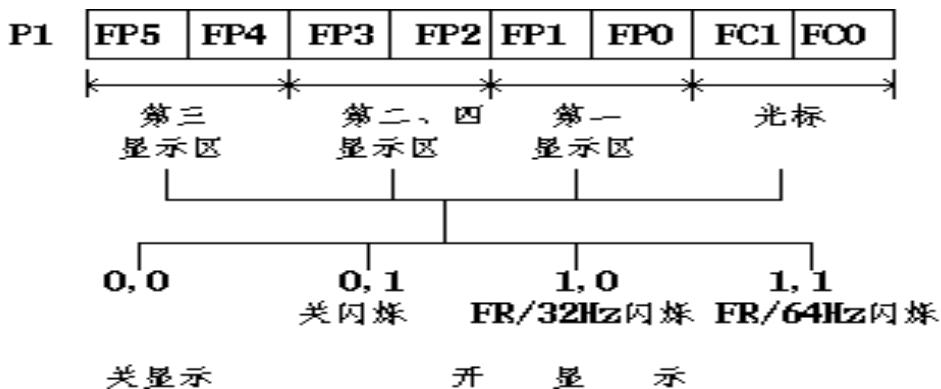 P1 FP5 FP4 FP3 FP2 FP1 FP0 FC1 FC0
第三 第二、四 第一 光标
显示区 显示区 显示区
0,0 0,1 1,0 1,1
关闪烁 FR/32Hz闪烁 FR/64Hz闪烁
关显示 开 显 示